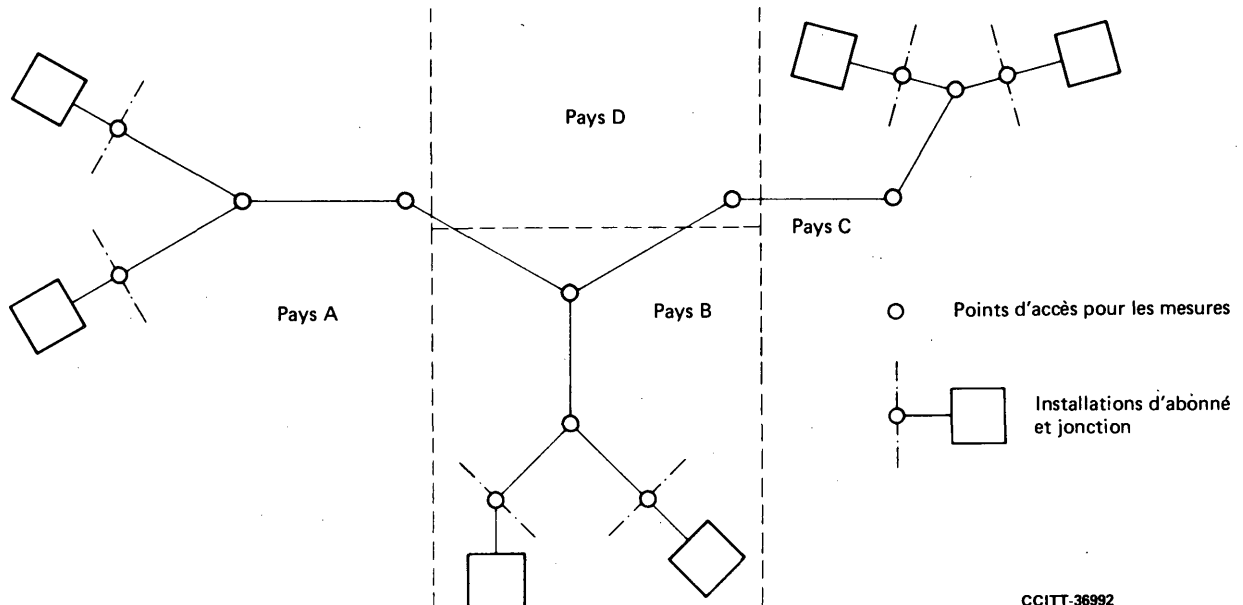 Pays D
Pays C
Pays A
Pays B
Points d'accès pour les mesures
Installations d'abonné
et jonction
CCITT-36992